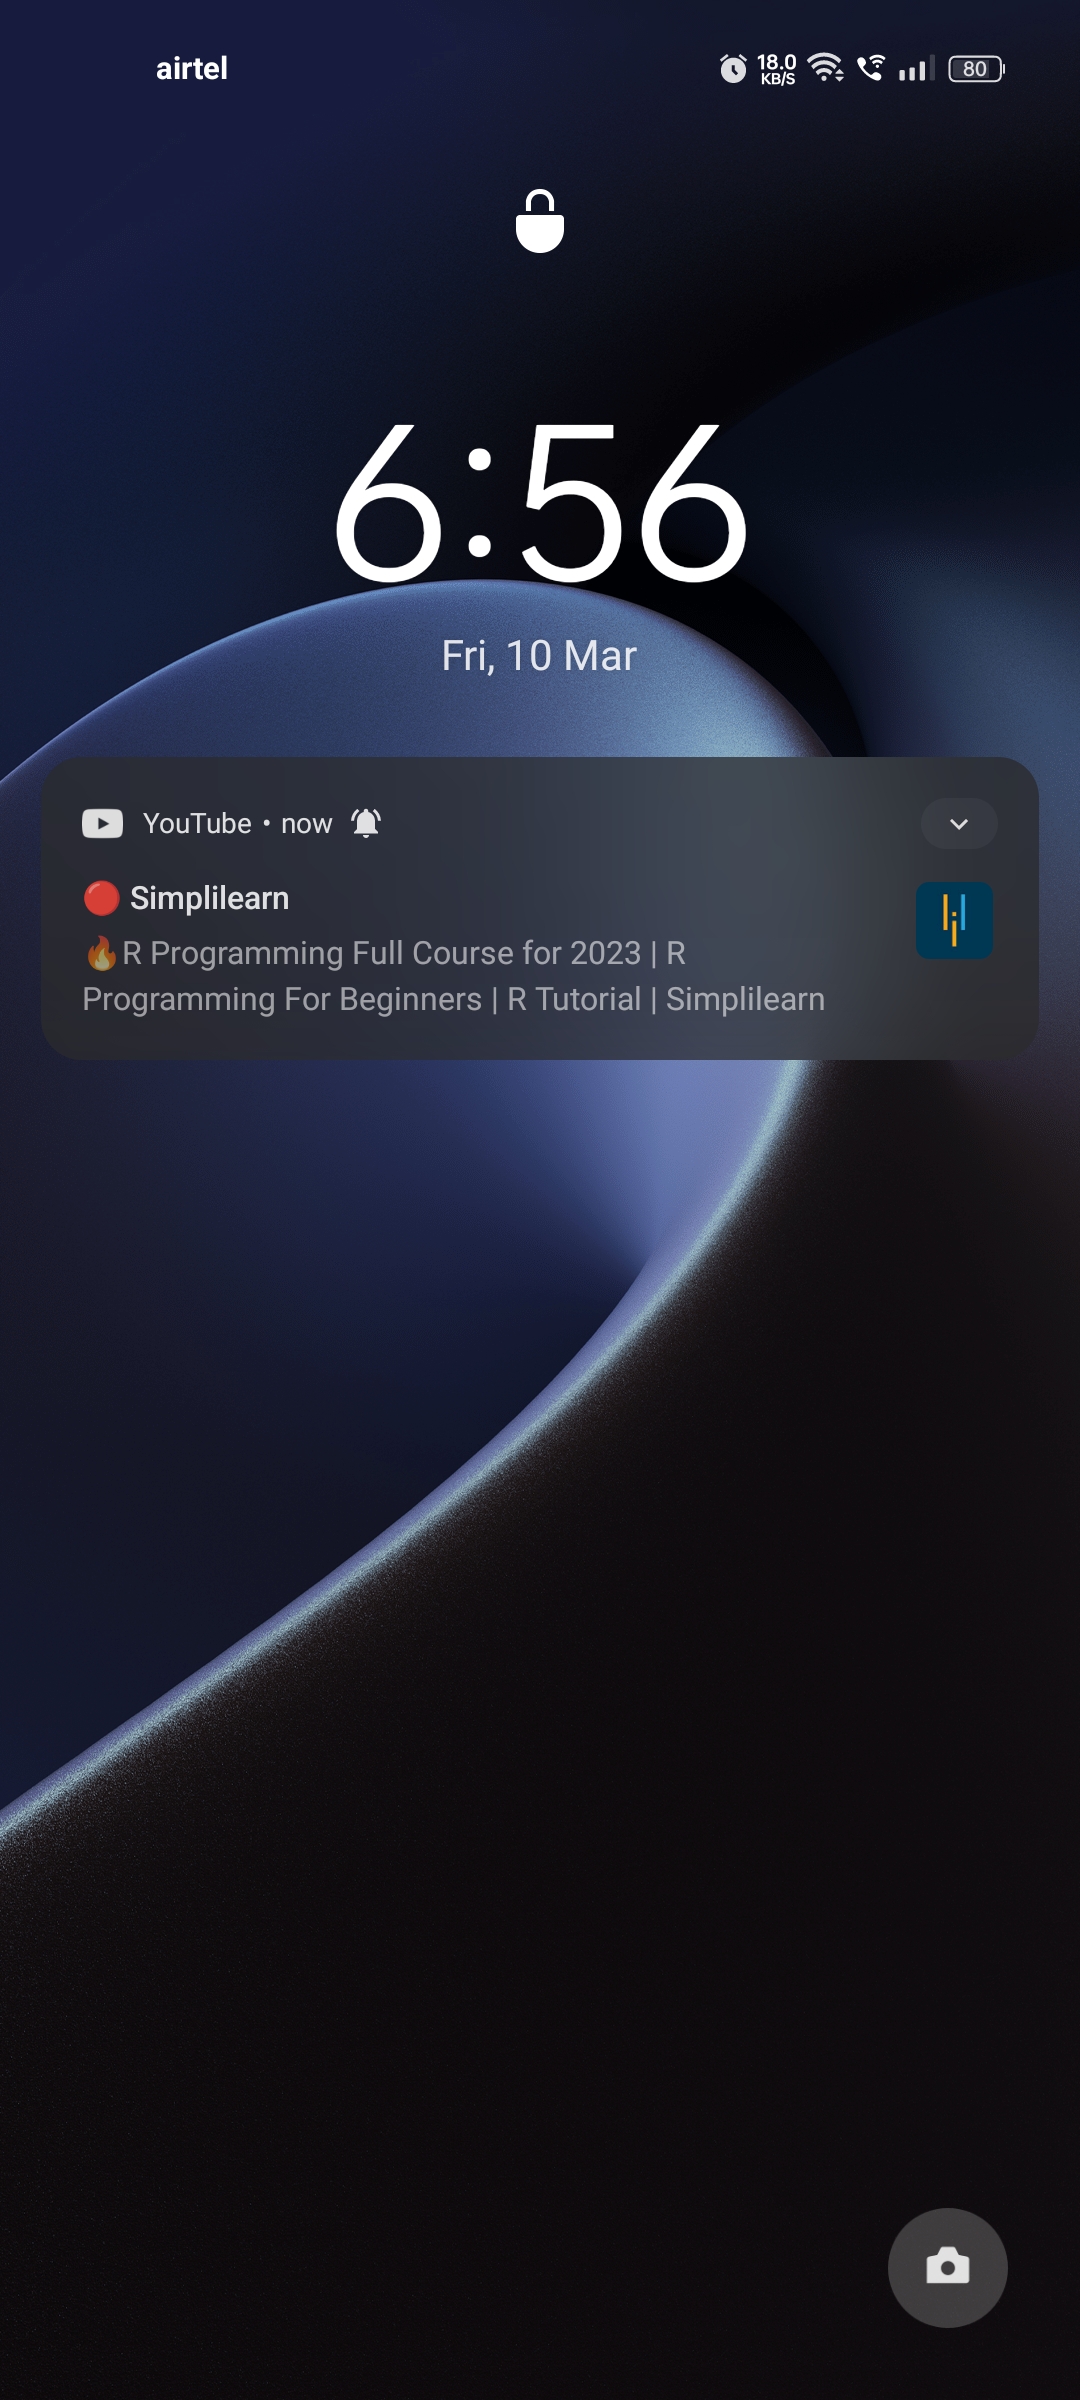 airtel
18.0
KB/S
80
6:56
Fri, 10 Mar
YouTube • now
🔴 Simplilearn
🔥R Programming Full Course for 2023 | R
Programming For Beginners | R Tutorial | Simplilearn